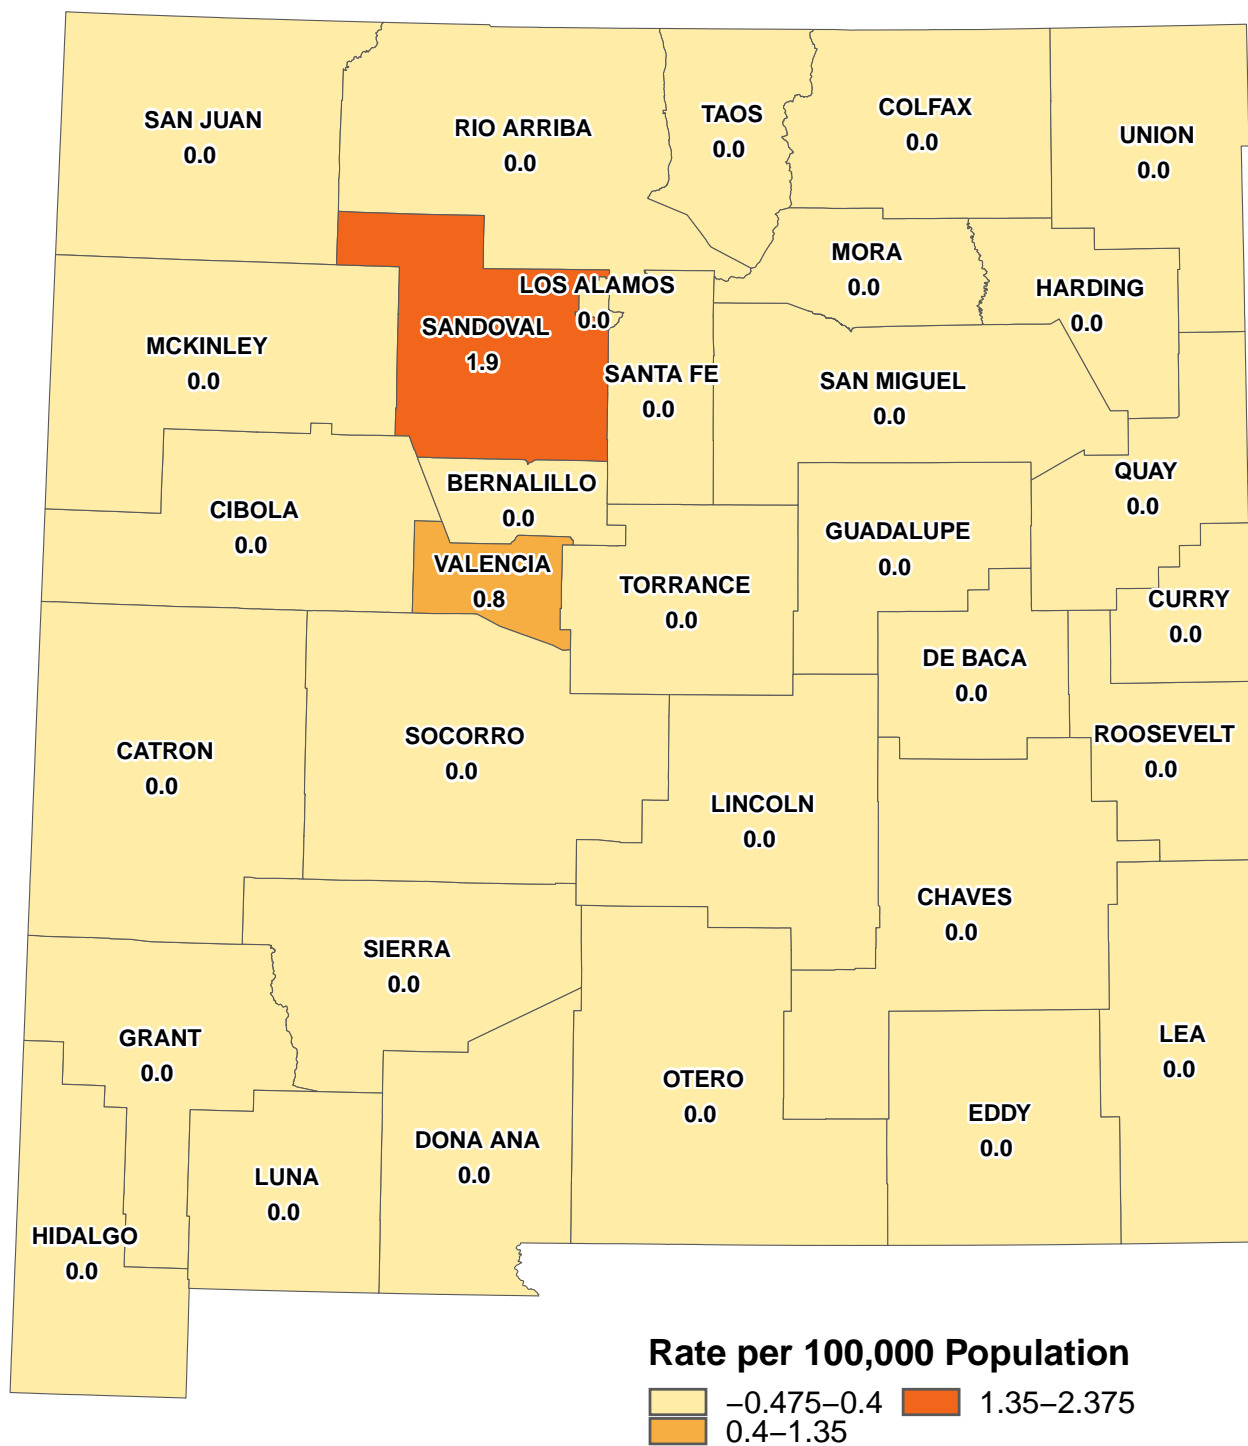 SAN JUAN
0.0
RIO ARRIBA
0.0
TAOS
0.0
COLFAX
0.0
UNION
0.0
MORA
0.0
HARDING
0.0
LOS ALAMOS
0.0
SANDOVAL
1.9
MCKINLEY
0.0
SANTA FE
0.0
SAN MIGUEL
0.0
QUAY
0.0
BERNALILLO
0.0
CIBOLA
0.0
GUADALUPE
0.0
VALENCIA
0.8
TORRANCE
0.0
CURRY
0.0
DE BACA
0.0
ROOSEVELT
0.0
SOCORRO
0.0
CATRON
0.0
LINCOLN
0.0
CHAVES
0.0
SIERRA
0.0
GRANT
0.0
LEA
0.0
OTERO
0.0
EDDY
0.0
DONA ANA
0.0
LUNA
0.0
HIDALGO
0.0
Rate per 100,000 Population
−0.475−0.4
0.4−1.35
1.35−2.375